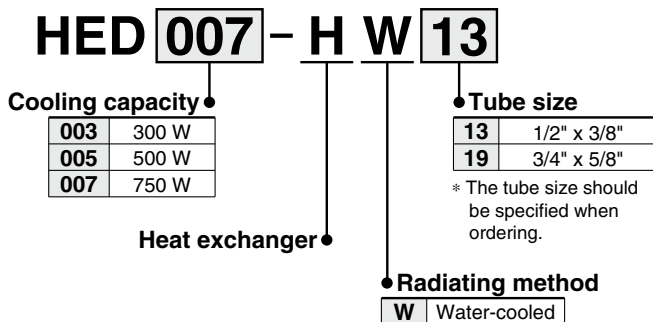 HED 007 – H W 13
Cooling capacity
003 300 W
005 500 W
007 750 W
Tube size
13 1/2" x 3/8"
19 3/4" x 5/8"
* The tube size should
be specified when
ordering.
Heat exchanger
Radiating method
W Water-cooled